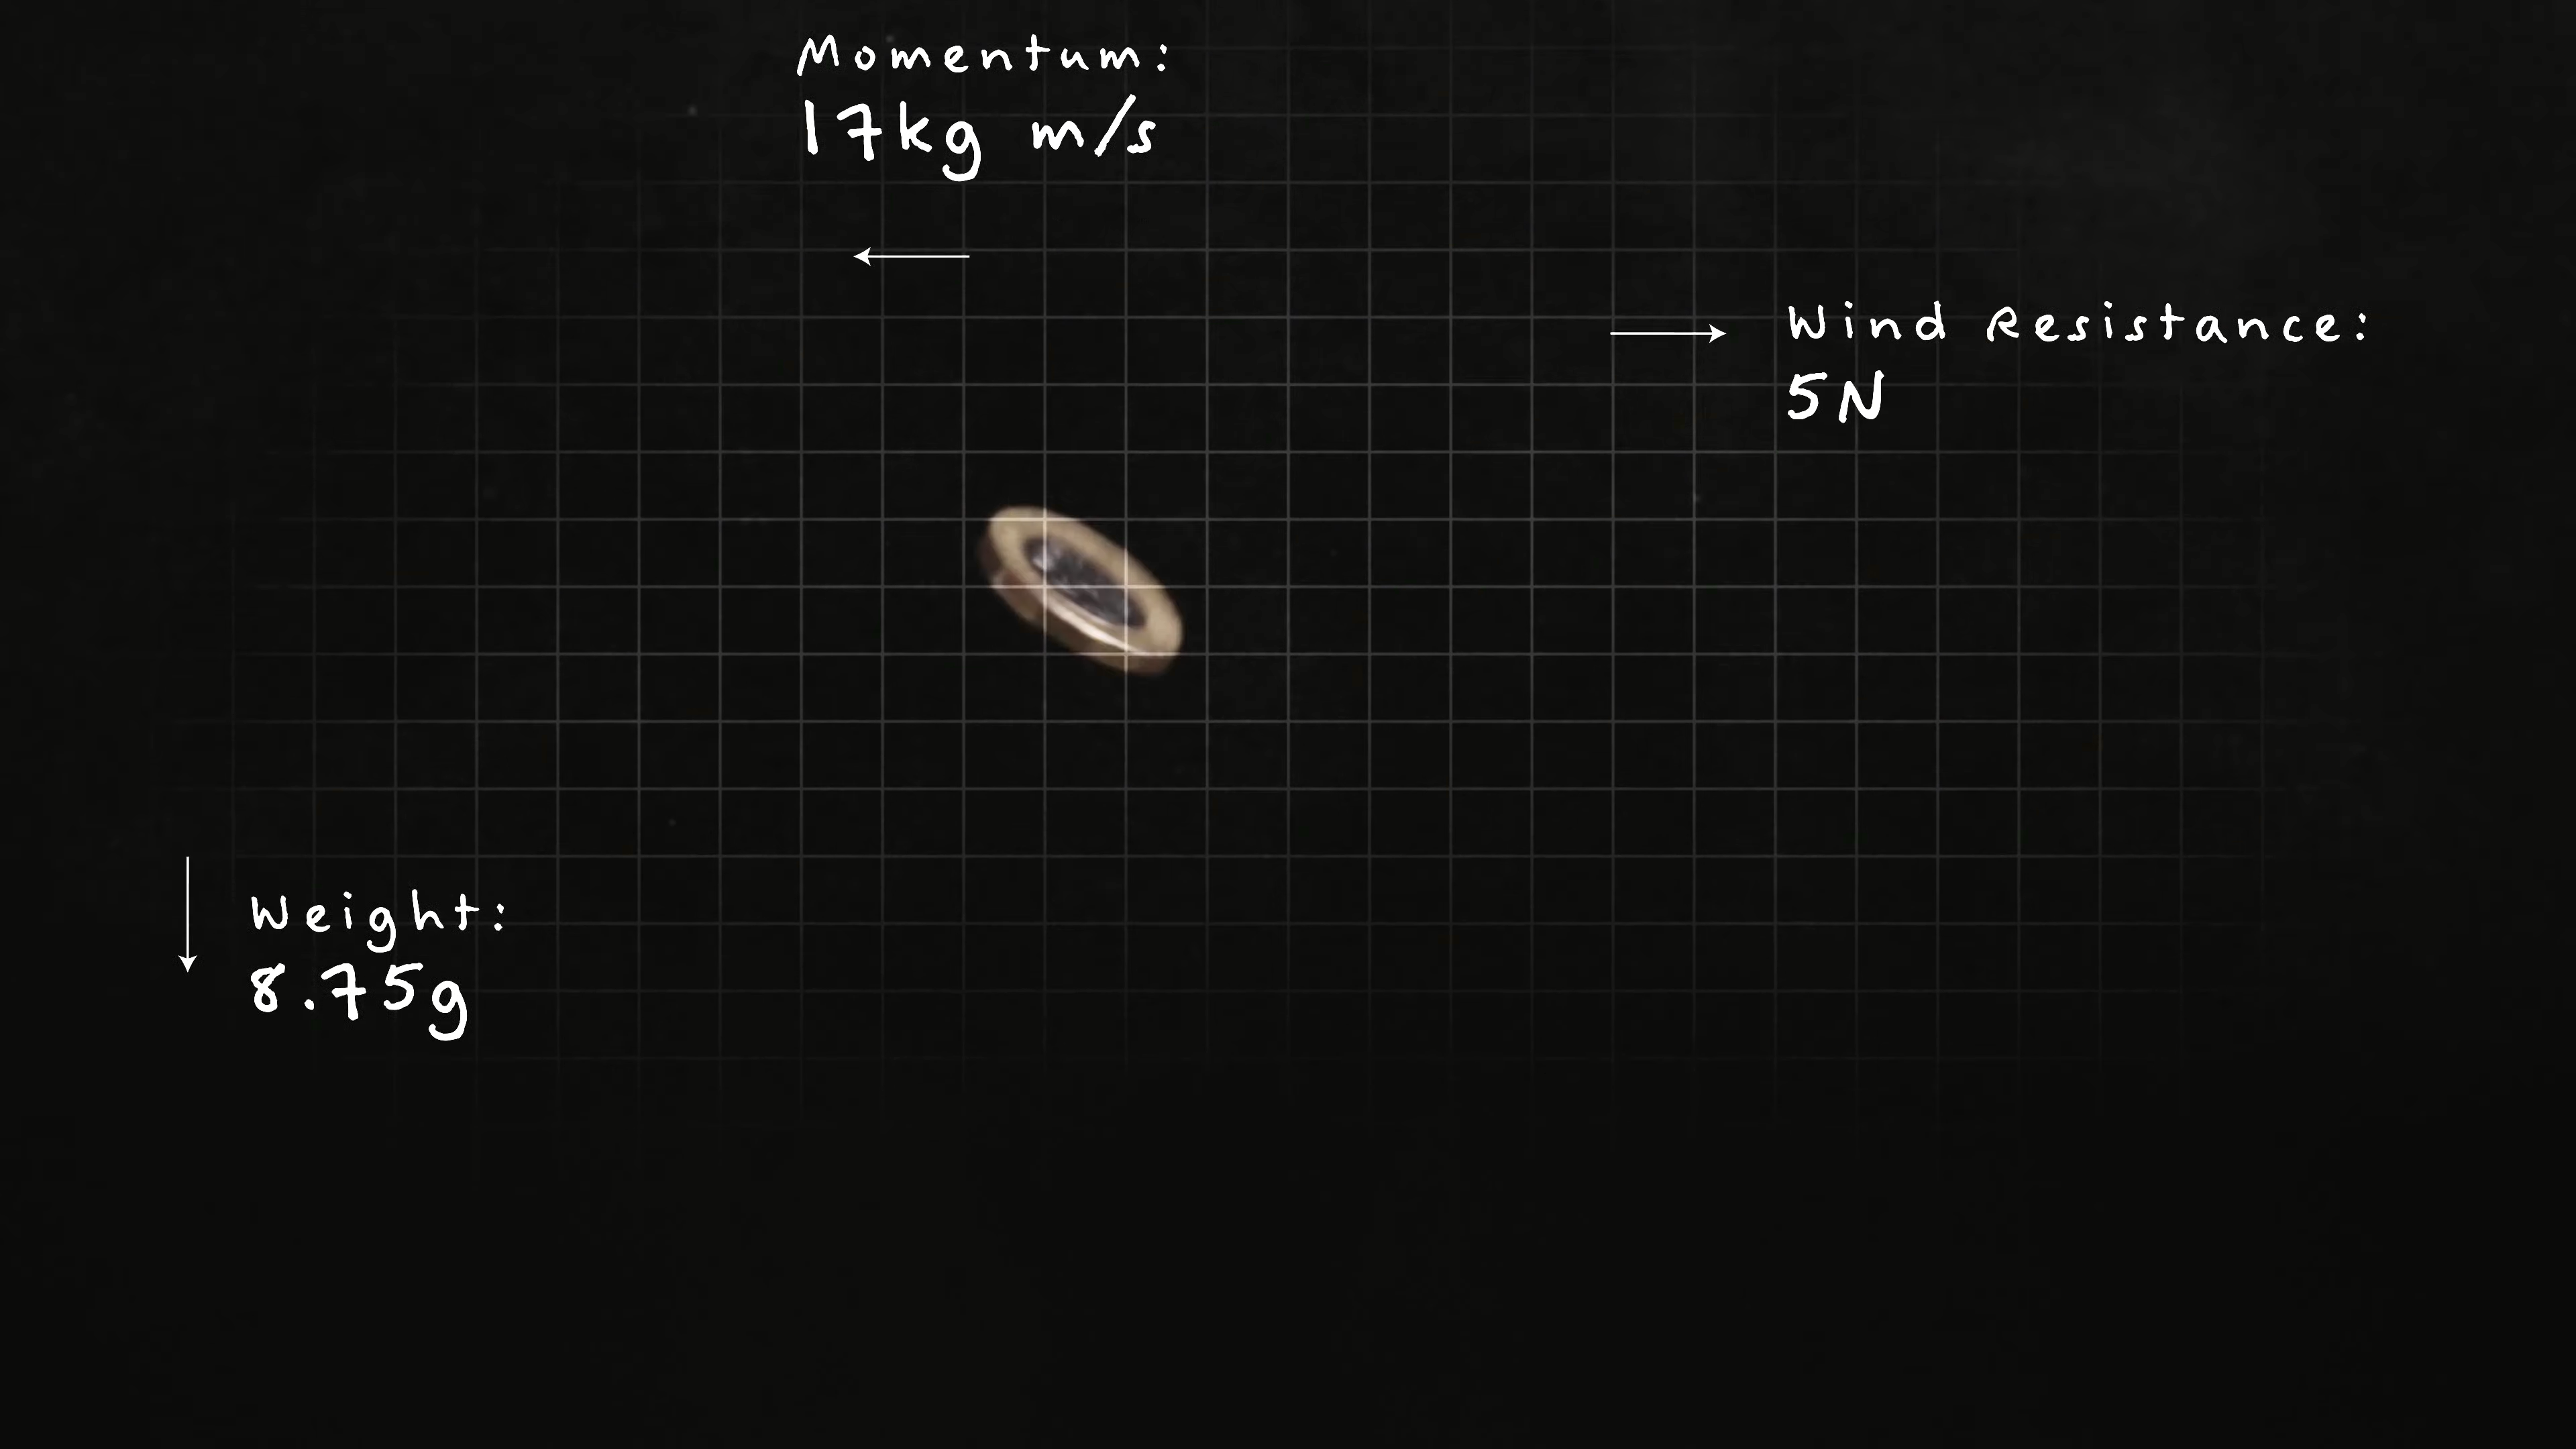 Momentum:
17kg m/s
Wind Resistance:
5N
Weight:
8.75g